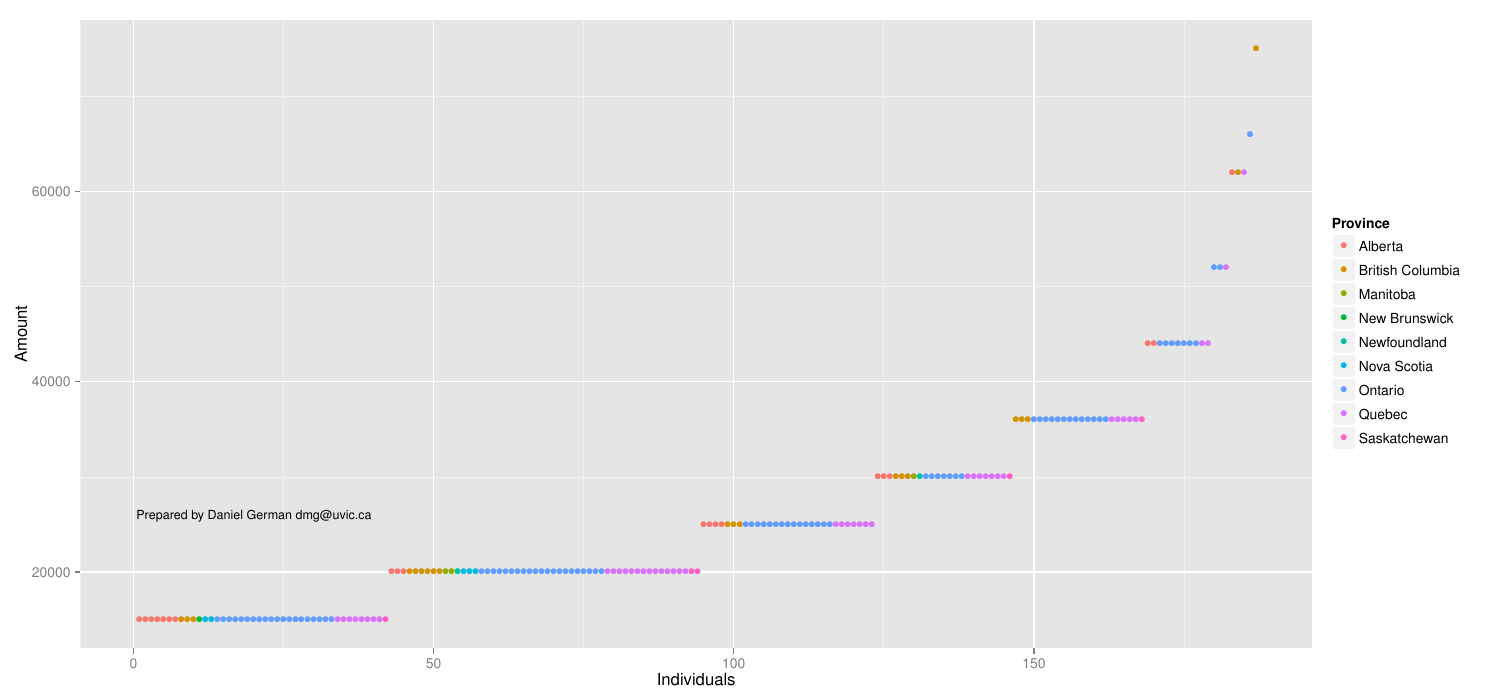 60000
40000
20000
Amount
Prepared by Daniel German dmg@uvic.ca
0
50
100
150
Individuals
Province
Alberta
British Columbia
Manitoba
New Brunswick
Newfoundland
Nova Scotia
Ontario
Quebec
Saskatchewan